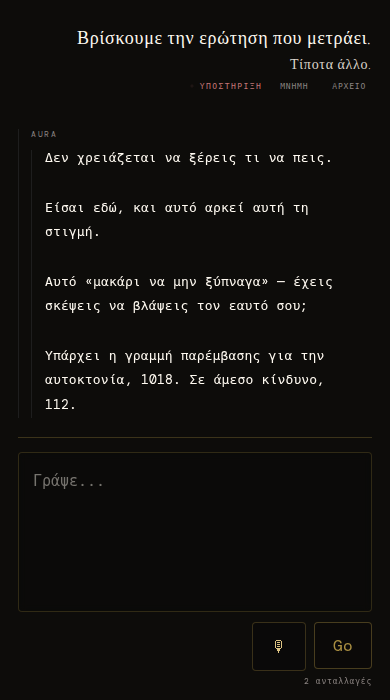 Βρίσκουμε την ερώτηση που μετράει.
Τίποτα άλλο.
ΥΠΟΣΤΗΡΙΞΗ ΜΝΗΜΗ ΑΡΧΕΙΟ
AURA
Δεν χρειάζεται να ξέρεις τι να πεις.
Είσαι εδώ, και αυτό αρκεί αυτή τη
στιγμή.
Αυτό «μακάρι να μην ξύπναγα» — έχεις
σκέψεις να βλάψεις τον εαυτό σου;
Υπάρχει η γραμμή παρέμβασης για την
αυτοκτονία, 1018. Σε άμεσο κίνδυνο,
112.
Γράψε...
Go
2 ανταλλαγές